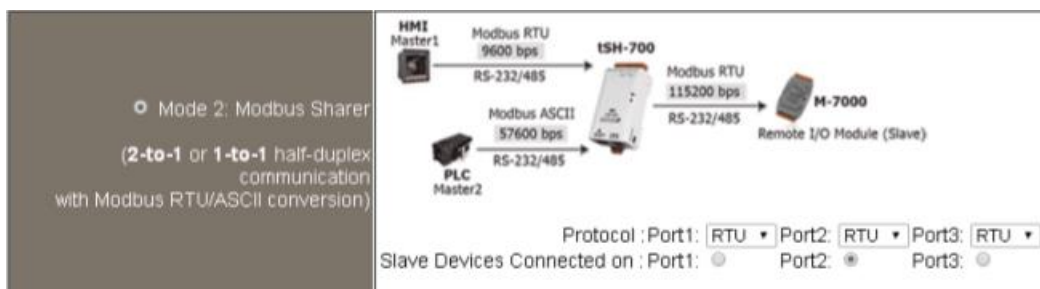 Mode 2: Modbus Sharer
(2-to-1 or 1-to-1 half-duplex
communication
with Modbus RTU/ASCII conversion)
HMI
Master1
Modbus RTU
9600 bps
RS-232/485
tSH-700
Modbus ASCII
57600 bps
RS-232/485
PLC
Master2
Modbus RTU
115200 bps
RS-232/485
M-7000
Remote I/O Module (Slave)
Protocol :Port1: RTU Port2: RTU Port3: RTU
Slave Devices Connected on : Port1: Port2: Port3: